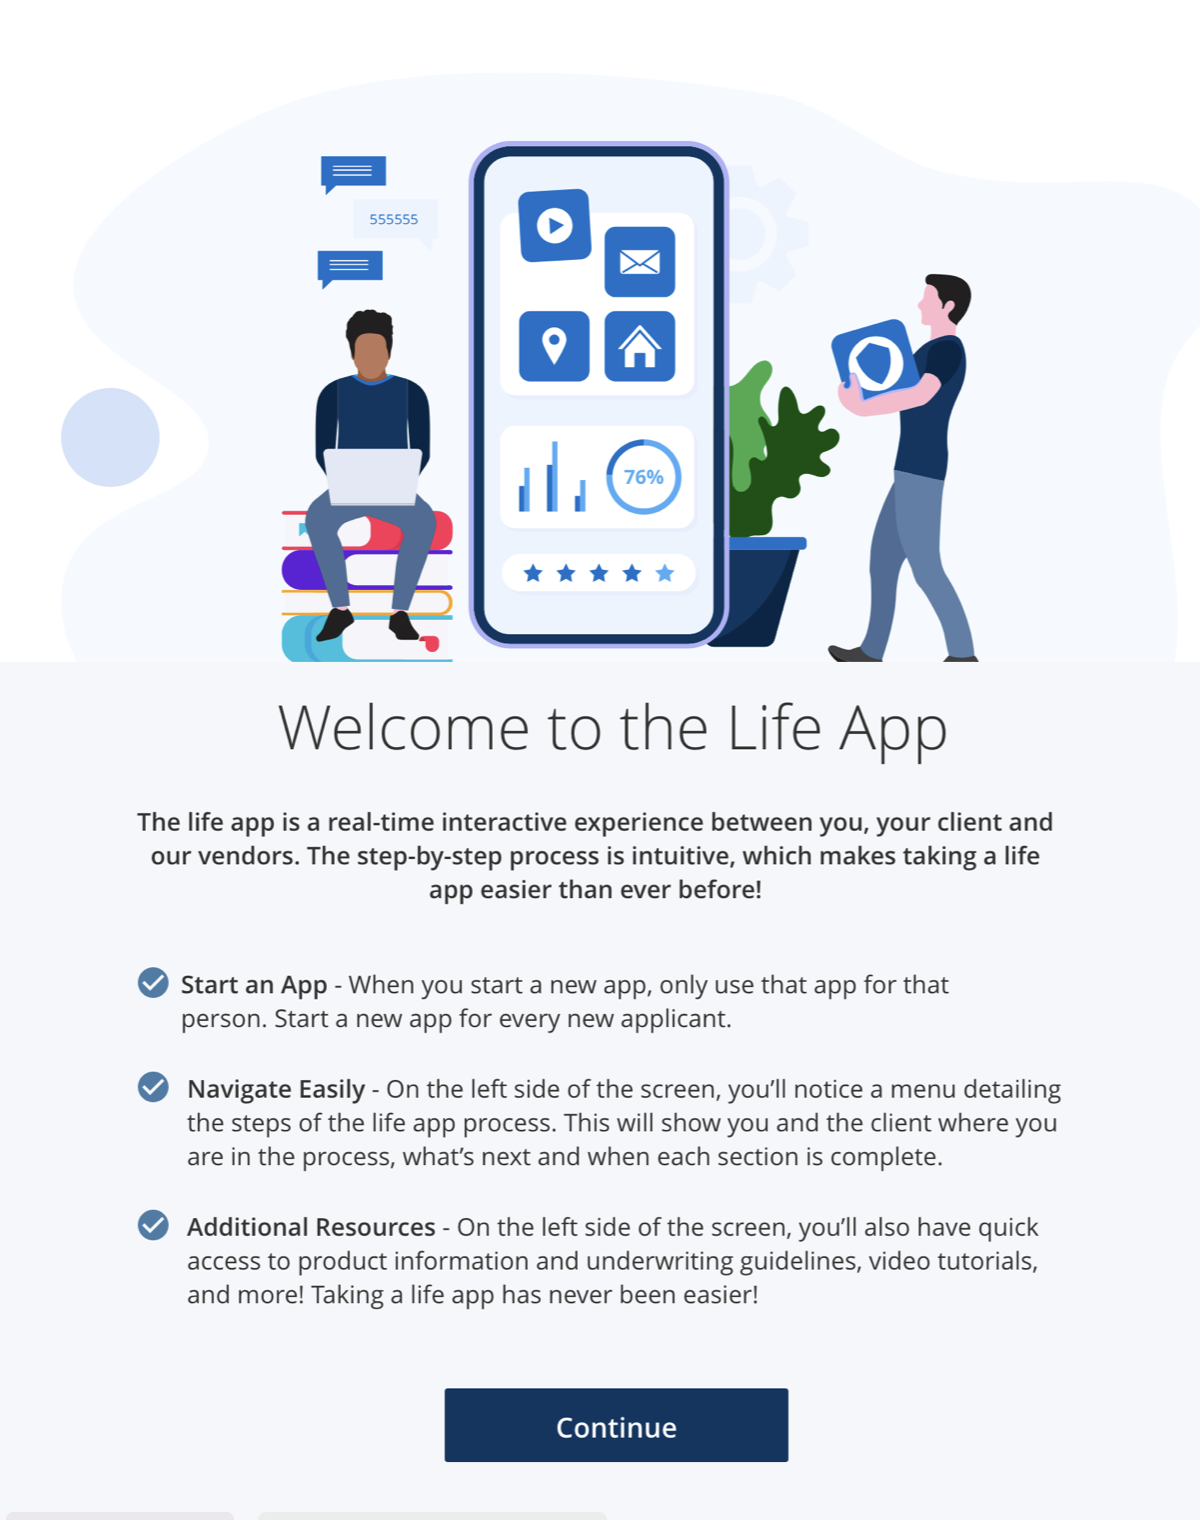 555555
76%
Welcome to the Life App
The life app is a real-time interactive experience between you, your client and
our vendors. The step-by-step process is intuitive, which makes taking a life
app easier than ever before!
Start an App - When you start a new app, only use that app for that
person. Start a new app for every new applicant.
Navigate Easily - On the left side of the screen, you’ll notice a menu detailing
the steps of the life app process. This will show you and the client where you
are in the process, what’s next and when each section is complete.
Additional Resources - On the left side of the screen, you’ll also have quick
access to product information and underwriting guidelines, video tutorials,
and more! Taking a life app has never been easier!
Continue